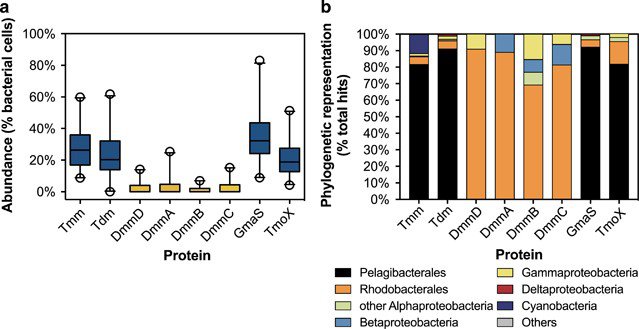 a
Abundance (% bacterial cells)
100%
80%
60%
40%
20%
0%
Tmm
Tdm
DmmD
DmmA
DmmB
DmmC
GmaS
TmoX
Protein
b
Phylogenetic representation
(% total hits)
100%
90%
80%
70%
60%
50%
40%
30%
20%
10%
0%
Tmm
Tdm
DmmD
DmmA
DmmB
DmmC
GmaS
TmoX
Protein
Pelagibacterales
Rhodobacterales
other Alphaproteobacteria
Betaproteobacteria
Gammaproteobacteria
Deltaproteobacteria
Cyanobacteria
Others